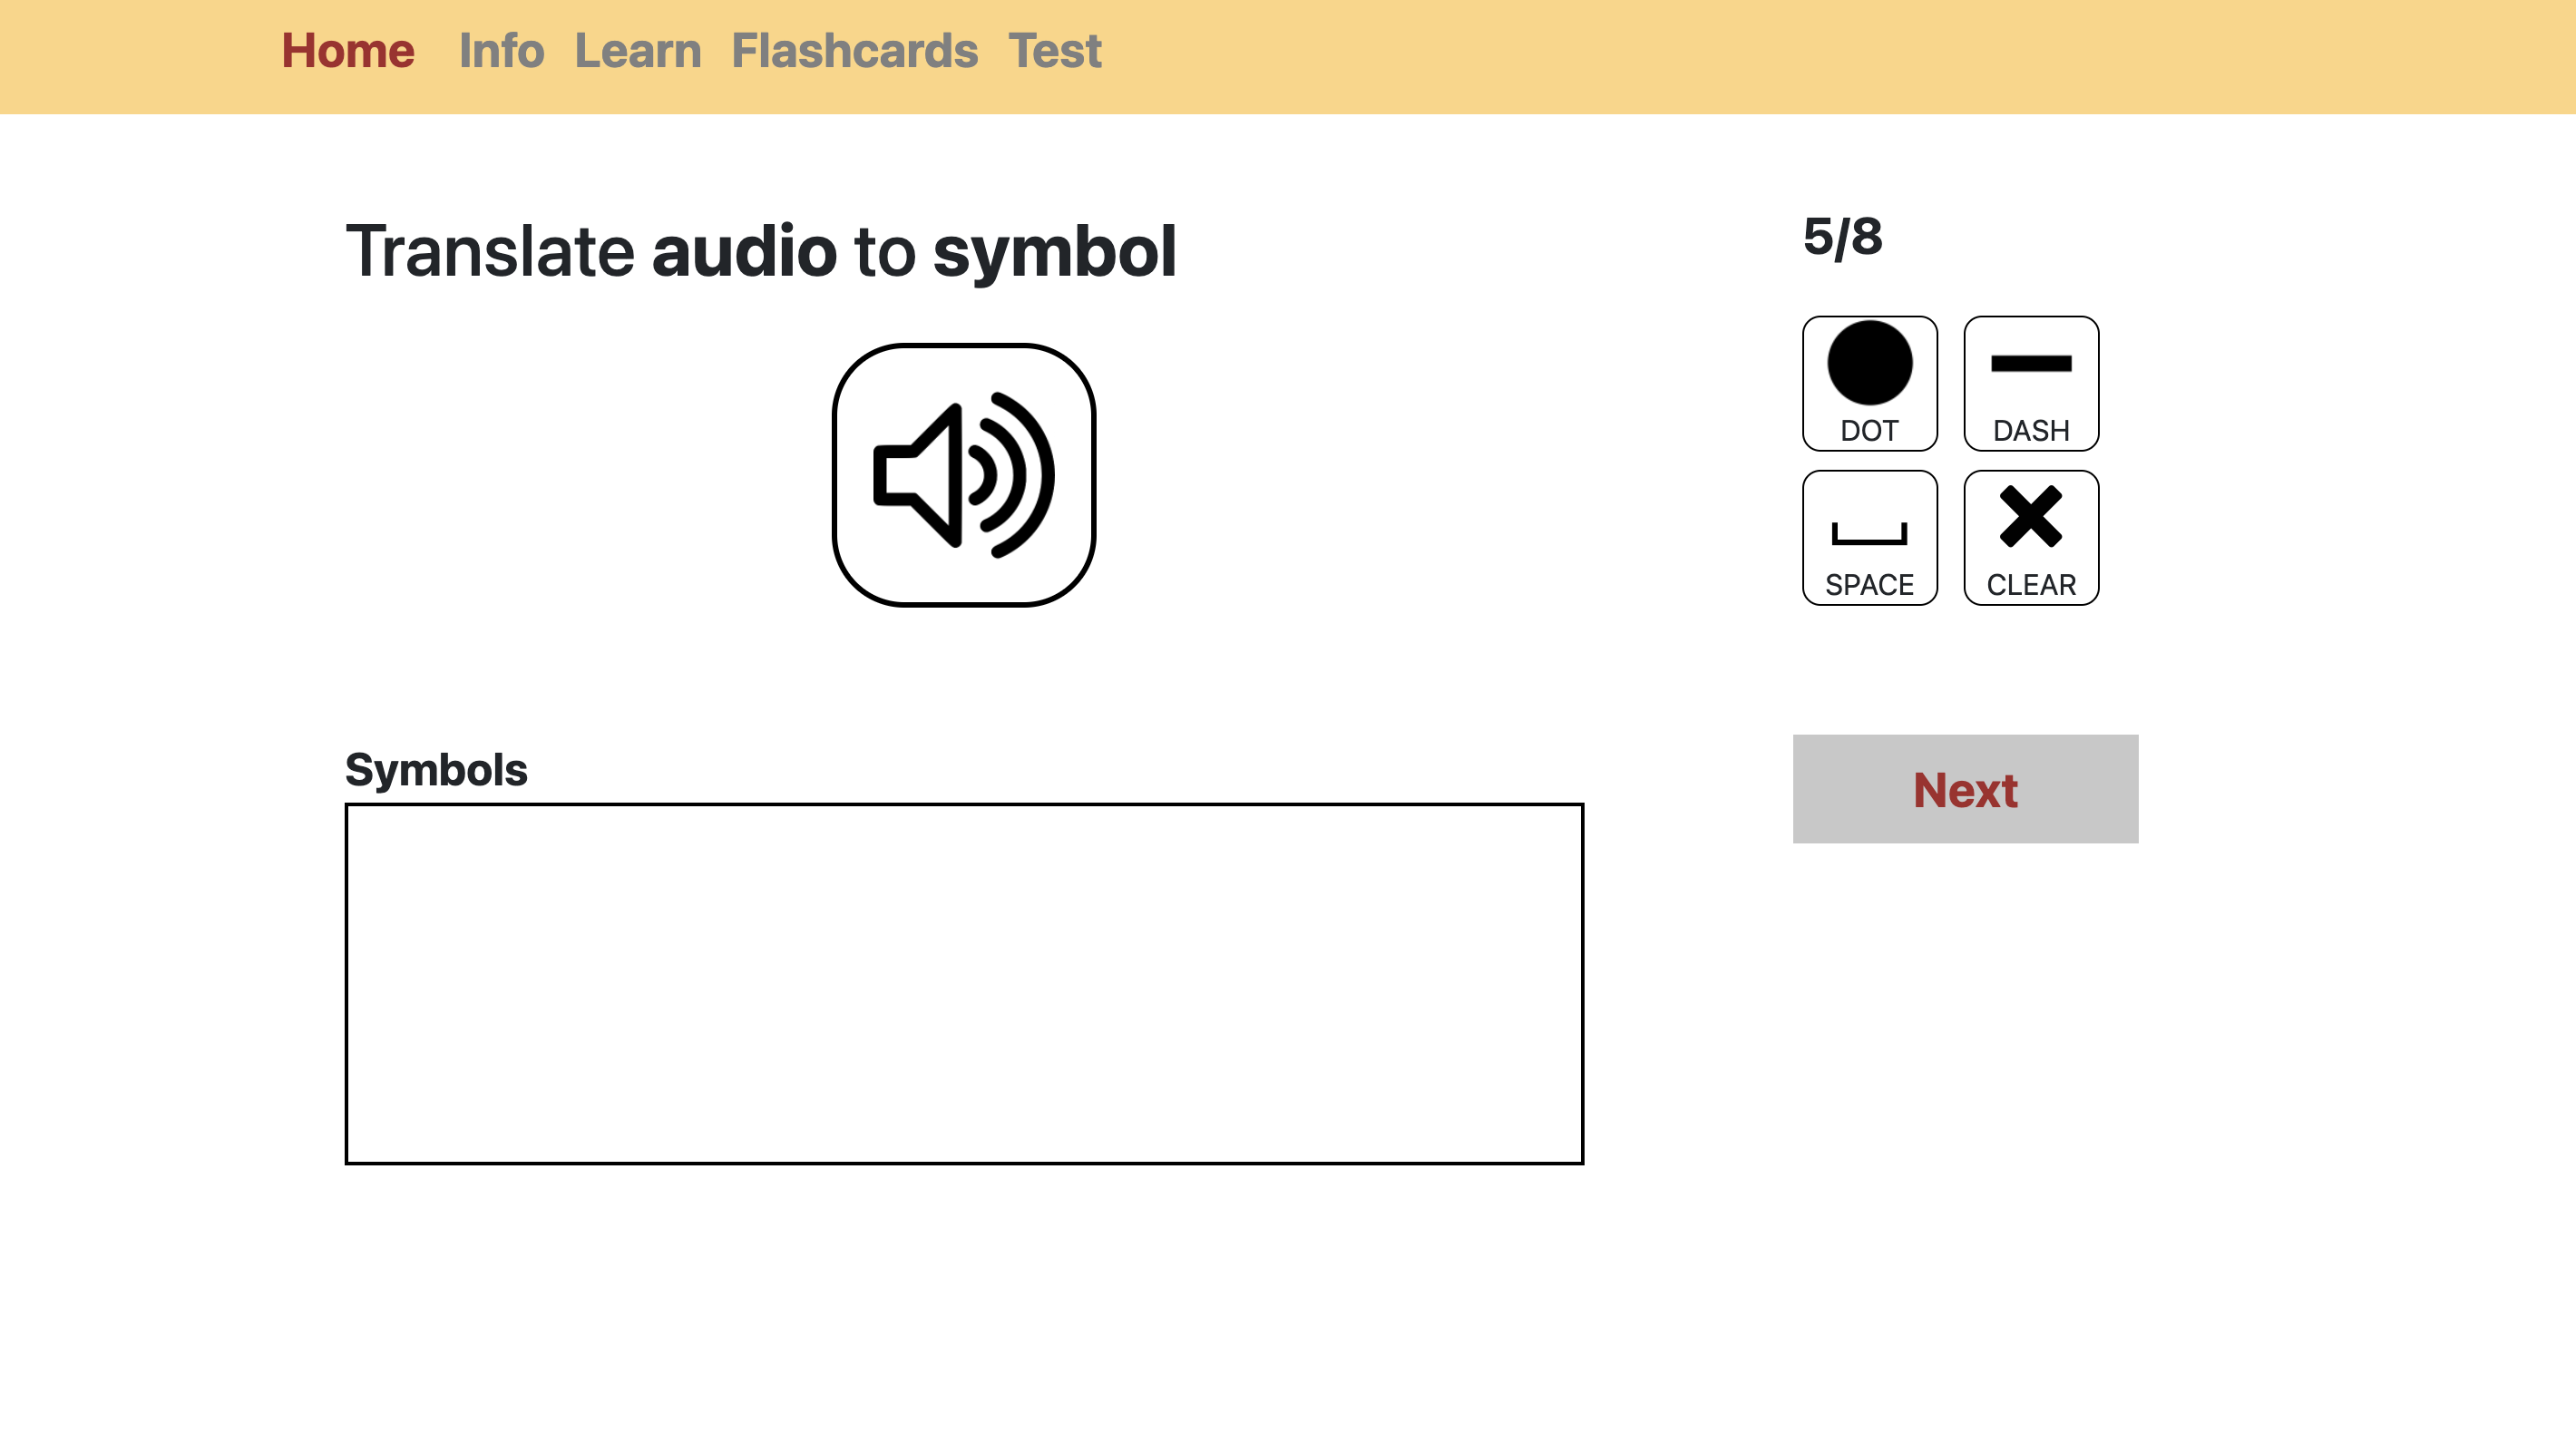 Home Info Learn Flashcards Test
Translate audio to symbol
5/8
DOT DASH
SPACE CLEAR
Symbols
Next